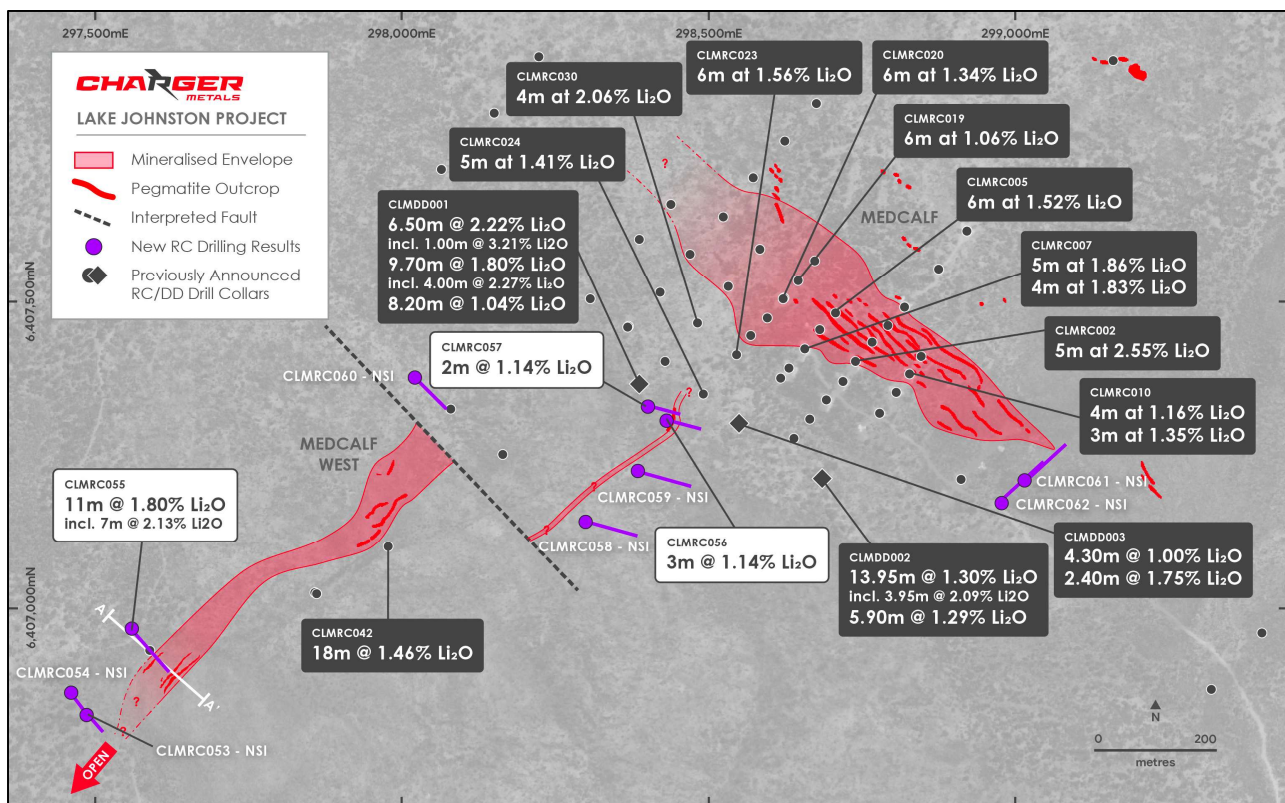 297,500mE
298,000mE
298,500mE
299,000mE
6,407,500mN
6,407,000mN
CHARGER
METALS
LAKE JOHNSTON PROJECT
Mineralised Envelope
Pegmatite Outcrop
Interpreted Fault
New RC Drilling Results
Previously Announced
RC/DD Drill Collars
CLMRC030
4m at 2.06% Li₂O
CLMRC023
6m at 1.56% Li₂O
CLMRC020
6m at 1.34% Li₂O
CLMRC024
5m at 1.41% Li₂O
CLMRC019
6m at 1.06% Li₂O
CLMDD001
6.50m @ 2.22% Li₂O
incl. 1.00m @ 3.21% Li2O
9.70m @ 1.80% Li₂O
incl. 4.00m @ 2.27% Li₂O
8.20m @ 1.04% Li₂O
CLMRC005
6m at 1.52% Li₂O
MEDCALF
CLMRC007
5m at 1.86% Li₂O
4m at 1.83% Li₂O
CLMRC002
5m at 2.55% Li₂O
CLMRC010
4m at 1.16% Li₂O
3m at 1.35% Li₂O
CLMRC057
2m @ 1.14% Li₂O
CLMRC060 - NSI
MEDCALF
WEST
CLMRC055
11m @ 1.80% Li₂O
incl. 7m @ 2.13% Li2O
CLMRC059 - NSI
CLMRC058 - NSI
CLMRC061 - NSI
CLMRC062 - NSI
CLMRC056
3m @ 1.14% Li₂O
CLMDD002
13.95m @ 1.30% Li₂O
incl. 3.95m @ 2.09% Li2O
5.90m @ 1.29% Li₂O
CLMDD003
4.30m @ 1.00% Li₂O
2.40m @ 1.75% Li₂O
CLMRC042
18m @ 1.46% Li₂O
A
A'
CLMRC054 - NSI
CLMRC053 - NSI
OPEN
?
?
?
?
?
?
?
N
0
200
metres